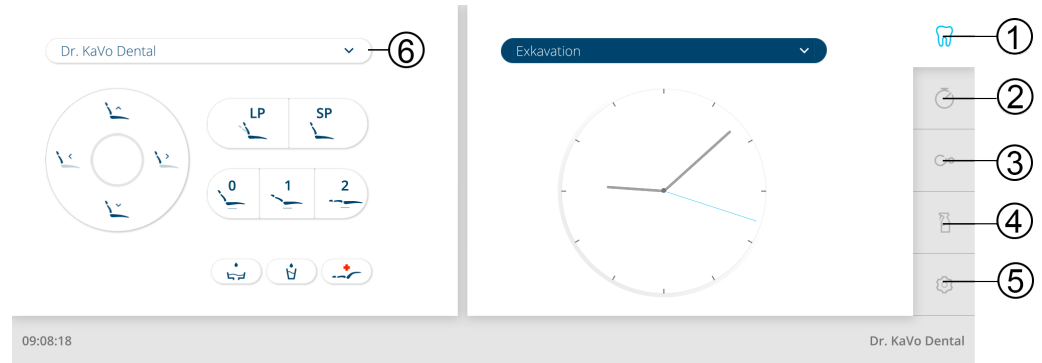 Dr. KaVo Dental
6
LP SP
0 1 2
Exkavation
1
2
3
4
5
09:08:18
Dr. KaVo Dental